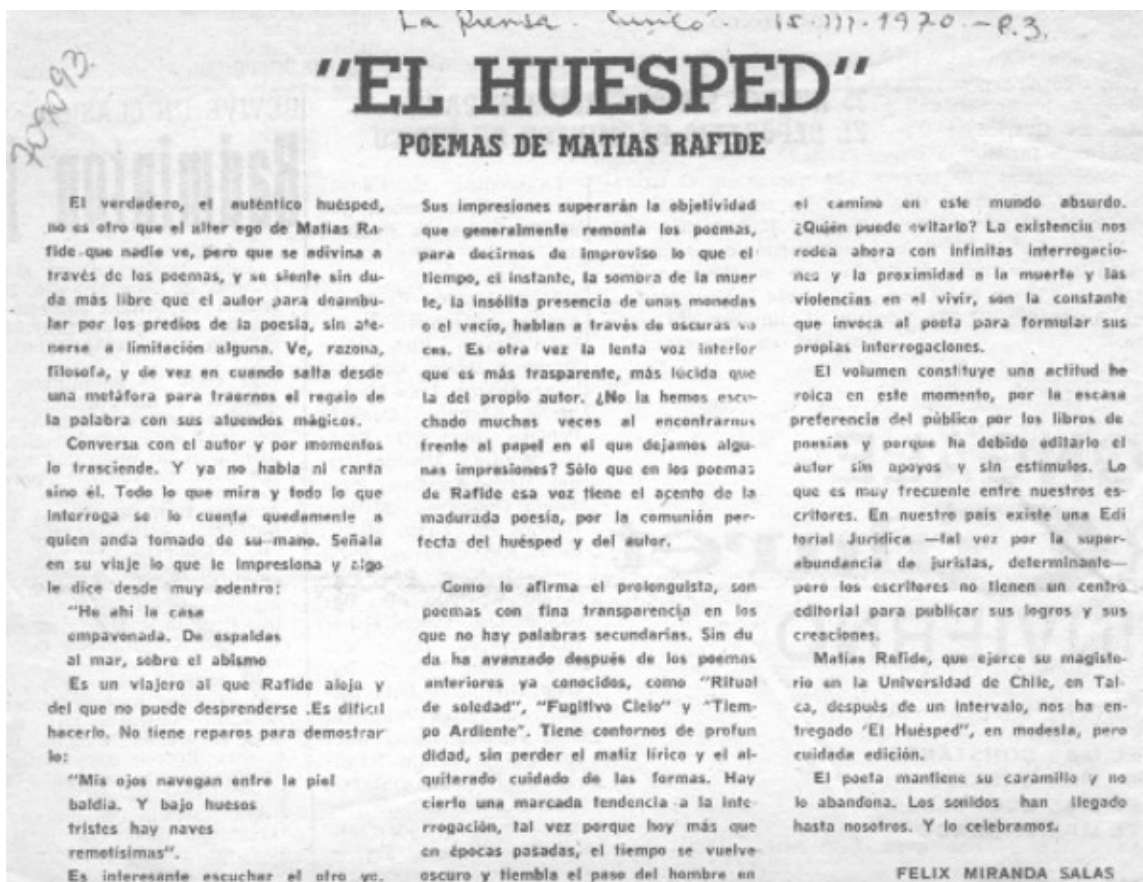 La Prensa. Curicó. 15-III-1970.-P.3.
"EL HUESPED"
POEMAS DE MATIAS RAFIDE
El verdadero, el auténtico huésped,
no es otro que el alter ego de Matías Ra-
fide que nadie ve, pero que se adivina a
través de los poemas, y se siente sin du-
da más libre que el autor para deambu-
lar por los predios de la poesía, sin ate-
nerse a limitación alguna. Ve, razona,
filosofa, y de vez en cuando salta desde
una metáfora para traernos el regalo de
la palabra con sus atuendos mágicos.
Conversa con el autor y por momentos
lo trasciende. Y ya no habla ni canta
sino él. Todo lo que mira y todo lo que
interroga se lo cuenta quedamente a
quien anda tomado de su mano. Señala
en su viaje lo que le impresiona y algo
le dice desde muy adentro:
"He ahí la casa
empavonada. De espaldas
al mar, sobre el abismo
Es un viajero al que Rafide aloja y
del que no puede desprenderse .Es difícil
hacerlo. No tiene reparos para demostrar
lo:
"Mis ojos navegan entre la piel
baldía. Y bajo huesos
tristes hay naves
remotísimas".
Es interesante escuchar el otro yo.
Sus impresiones superarán la objetividad
que generalmente remonta los poemas,
para decirnos de improviso lo que el
tiempo, el instante, la somora de la muer
te, la insólita presencia de unas monedas
o el vacío, hablan a través de oscuras vo
ces. Es otra vez la lenta voz interior
que es más trasparente, más lúcida que
la del propio autor. ¿No la hemos escu-
chado muchas veces al encontrarnos
frente al papel en el que dejamos algu-
nas impresiones? Sólo que en los poemas
de Rafide esa voz tiene el acento de la
madurada poesía, por la comunión per-
fecta del huésped y del autor.
Como lo afirma el prolonguista, son
poemas con fina transparencia en los
que no hay palabras secundarias. Sin du
da ha avanzado después de los poemas
anteriores ya conocidos, como "Ritual
de soledad", "Fugitivo Cielo" y "Tiem-
po Ardiente". Tiene contornos de profun
didad, sin perder el matiz lírico y el al-
quitarado cuidado de las formas. Hay
cierto una marcada tendencia a la inte-
rrogación, tal vez porque hoy más que
en épocas pasadas, el tiempo se vuelve
oscuro y tiembla el paso del hombre en
el camino en este mundo absurdo.
¿Quién puede evitarlo? La existencia nos
rodea ahora con infinitas interrogacio-
nes y la proximidad a la muerte y las
violencias en el vivir, son la constante
que invoca al poeta para formular sus
propias interrogaciones.
El volumen constituye una actitud he
roica en este momento, por la escasa
preferencia del público por los libros de
poesías y porque ha debido editarlo el
autor sin apoyos y sin estímulos. Lo
que es muy frecuente entre nuestros es-
critores. En nuestro país existe una Edi
torial Jurídica —tal vez por la super-
abundancia de juristas, determinante—
pero los escritores no tienen un centro
editorial para publicar sus logros y sus
creaciones.
Matías Rafide, que ejerce su magiste-
rio en la Universidad de Chile, en Tal-
ca, después de un intervalo, nos ha en-
tregado 'El Huésped", en modesta, pero
cuidada edición.
El poeta mantiene su caramillo y no
lo abandona. Los sonidos han llegado
hasta nosotros. Y lo celebramos.
FELIX MIRANDA SALAS